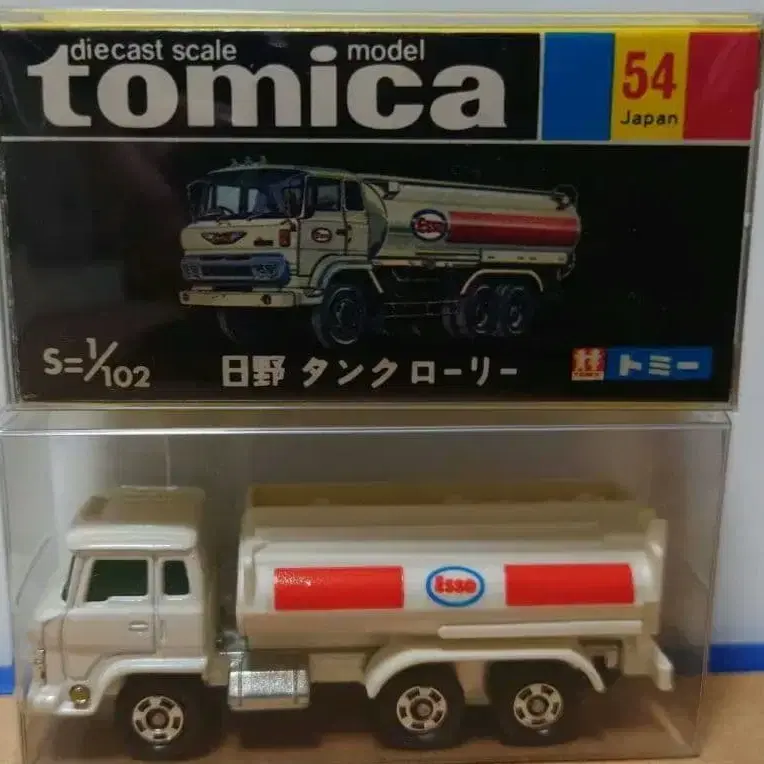 diecast scale model
tomica
54
Japan
Esso
S=1/102
日野 タンクローリー
トミー
Esso